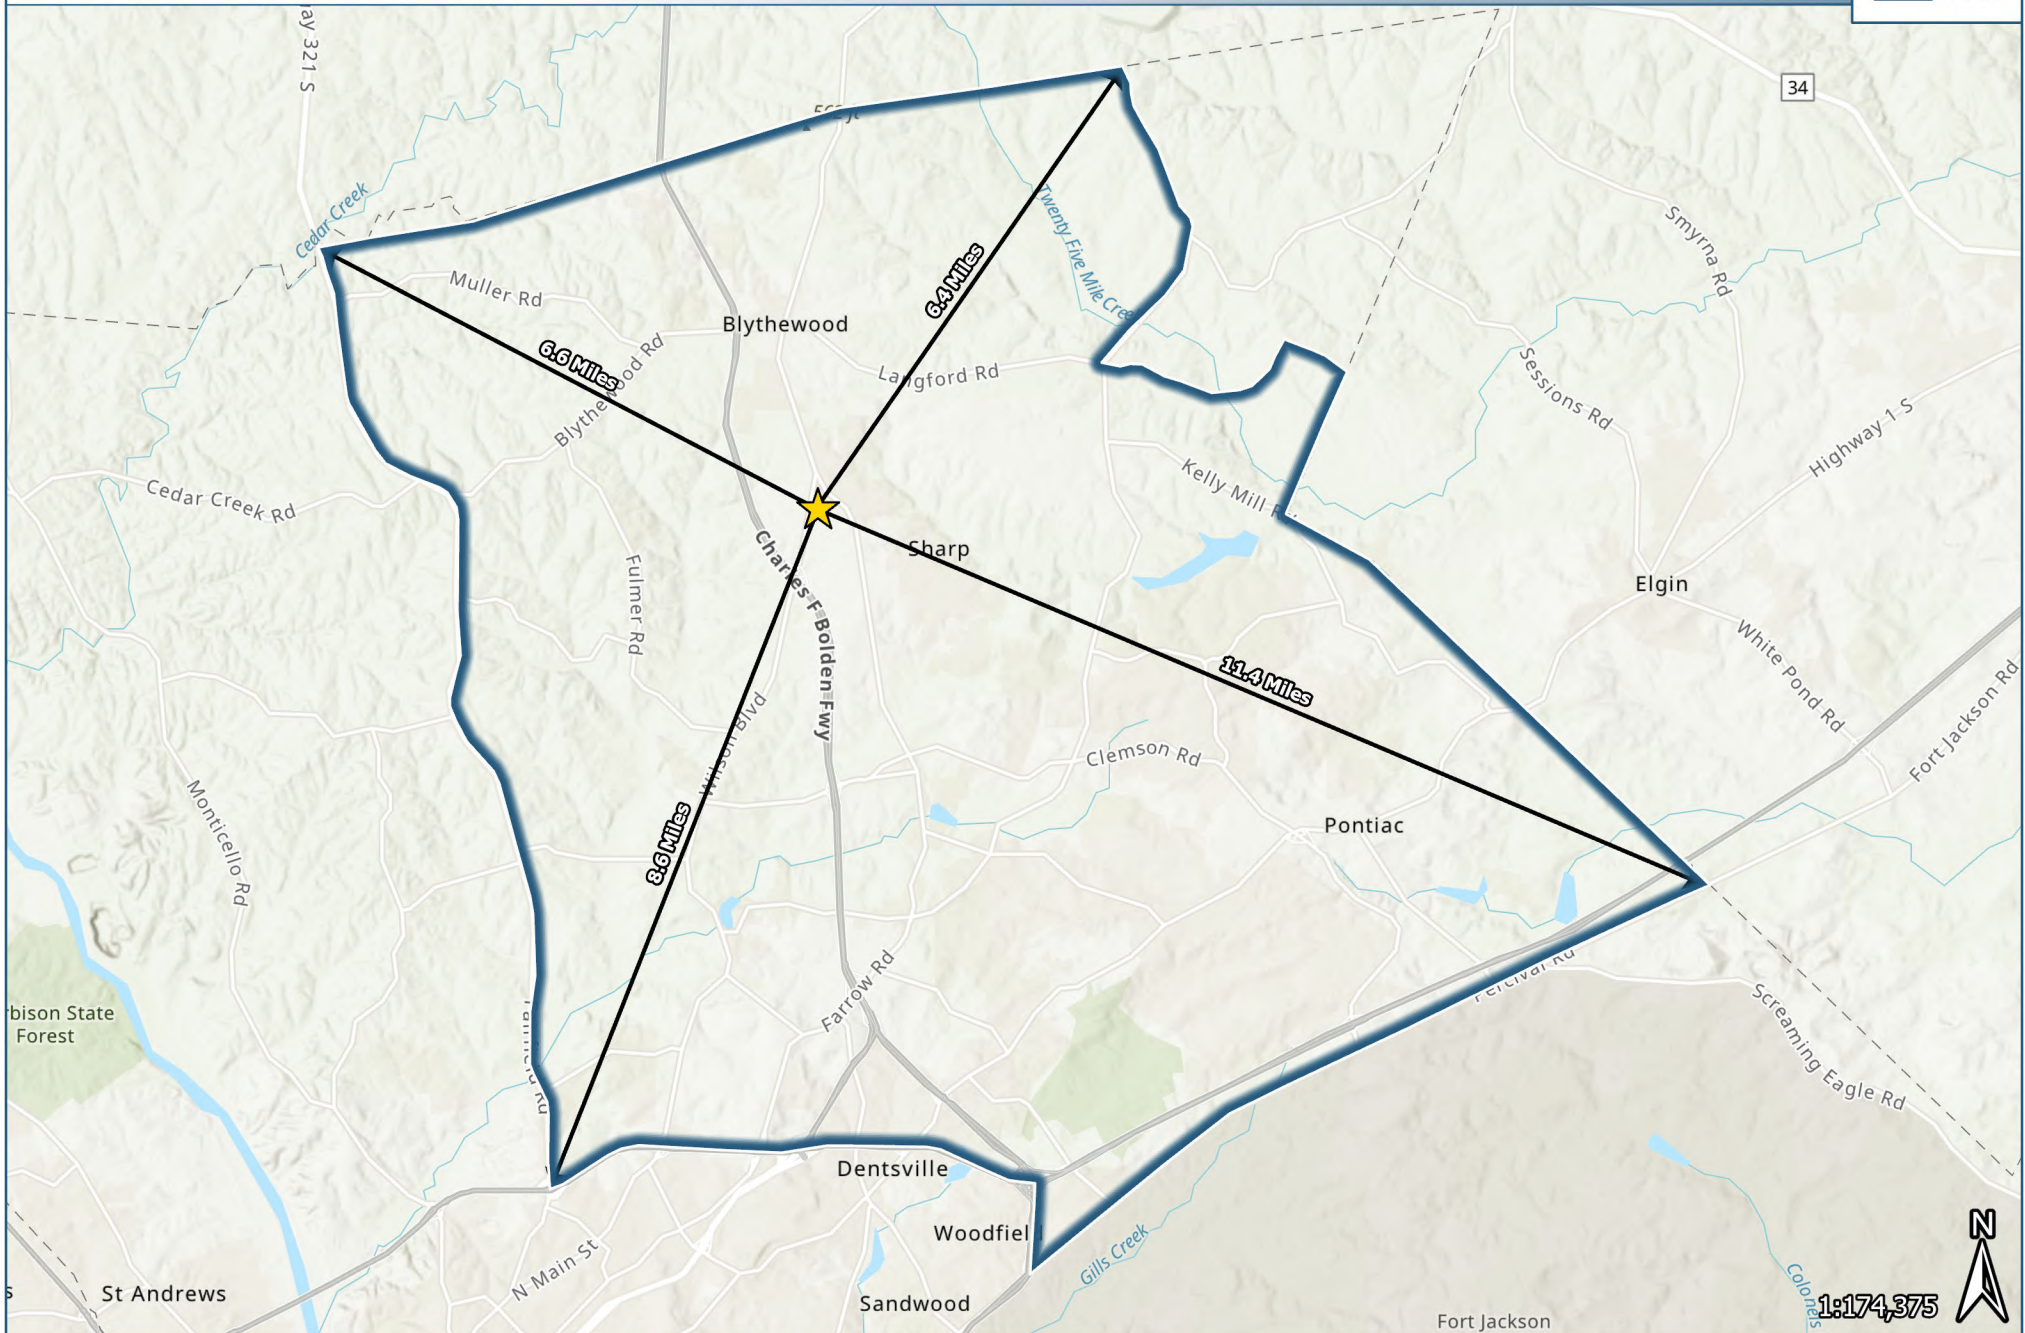 ay 321 S
34
562 ft
Cedar Creek
Twenty Five Mile Cree
Smyrna Rd
Muller Rd
6.4 Miles
Blythewood
6.6 Miles
Blythewood Rd
Langford Rd
Sessions Rd
Highway 1 S
Cedar Creek Rd
Kelly Mill Rd
Sharp
Charles F Bolden Fwy
Fulmer Rd
Elgin
White Pond Rd
11.4 Miles
Fort Jackson Rd
Wilson Blvd
Clemson Rd
Monticello Rd
8.6 Miles
Pontiac
Farrow Rd
Percival Rd
Screaming Eagle Rd
rbison State
Forest
Dentsville
Woodfiel
Gills Creek
N Main St
St Andrews
s
Sandwood
Fort Jackson
Colonels
N
1:174,375